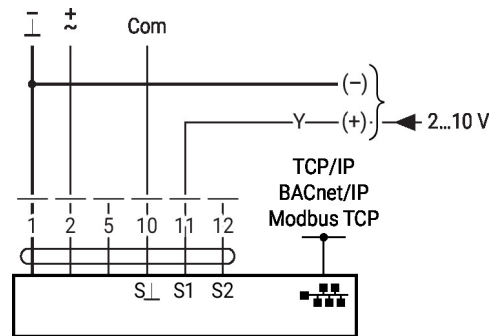 ⊥ ~ Com
− +
(−)
Y (+) 2...10 V
TCP/IP
BACnet/IP
Modbus TCP
1 2 5 10 11 12
S⊥ S1 S2